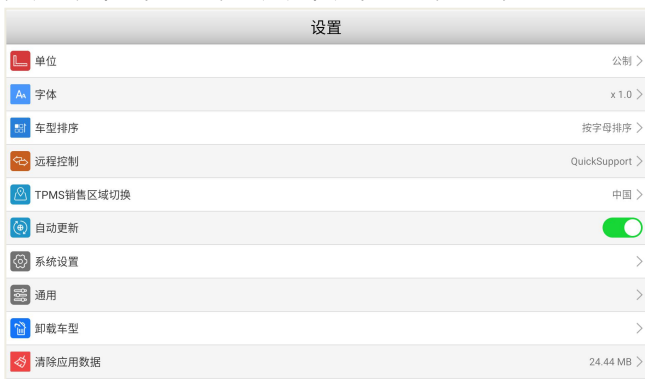 设置
单位 公制
字体 x 1.0
车型排序 按字母排序
远程控制 QuickSupport
TPMS销售区域切换 中国
自动更新
系统设置
通用
卸载车型
清除应用数据 24.44 MB